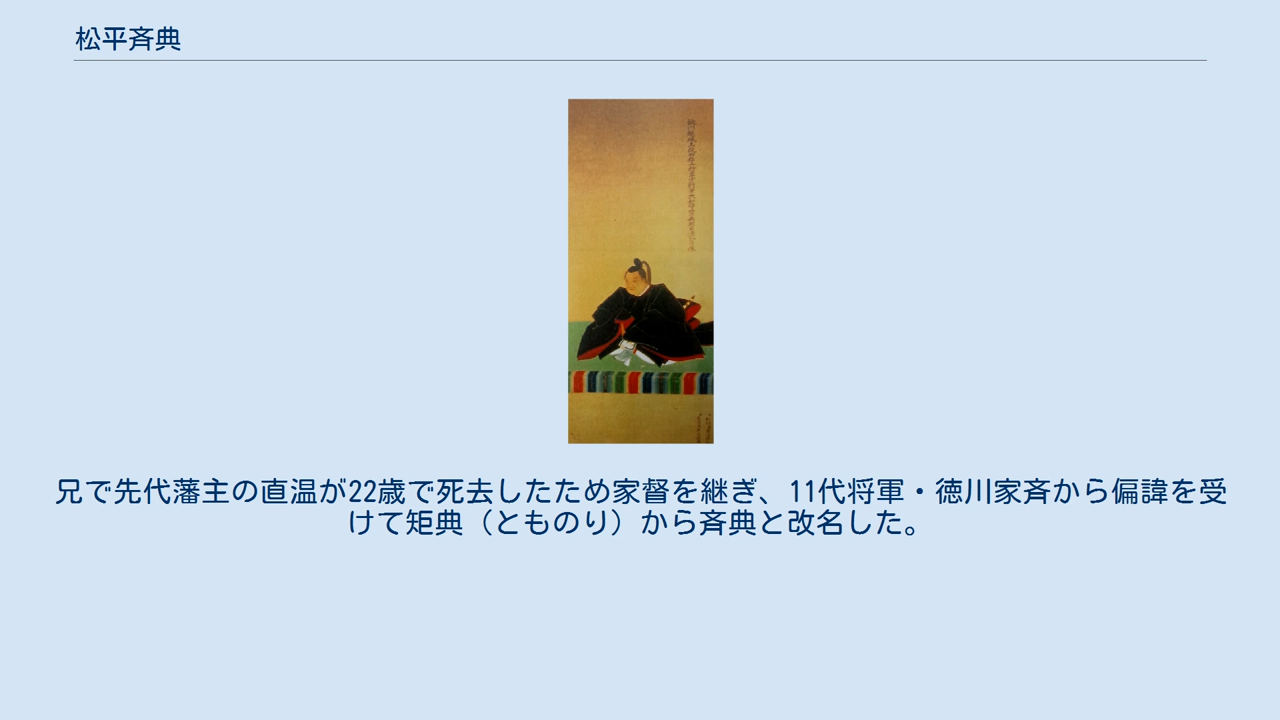 松平斉典
兄で先代藩主の直温が22歳で死去したため家督を継ぎ、11代将軍・徳川家斉から偏諱を受
けて矩典（とものり）から斉典と改名した。